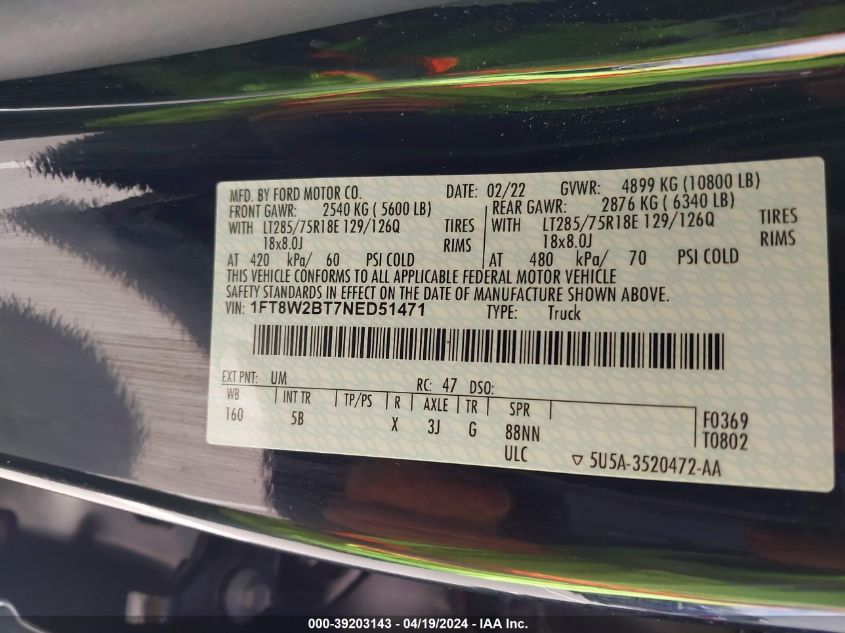 MFD. BY FORD MOTOR CO. DATE: 02/22 GVWR: 4899 KG (10800 LB)
FRONT GAWR: 2540 KG ( 5600 LB) REAR GAWR: 2876 KG ( 6340 LB)
WITH LT285/75R18E 129/126Q TIRES WITH LT285/75R18E 129/126Q TIRES
18x8.0J RIMS 18x8.0J RIMS
AT 420 kPa/ 60 PSI COLD AT 480 kPa/ 70 PSI COLD
THIS VEHICLE CONFORMS TO ALL APPLICABLE FEDERAL MOTOR VEHICLE
SAFETY STANDARDS IN EFFECT ON THE DATE OF MANUFACTURE SHOWN ABOVE.
VIN: 1FT8W2BT7NED51471 TYPE: Truck
EXT PNT: UM RC: 47 DSO:
WB INT TR TP/PS R AXLE TR SPR
160 5B X 3J G 88NN
ULC
F0369
T0802
5U5A-3520472-AA
000-39203143 - 04/19/2024 - IAA Inc.